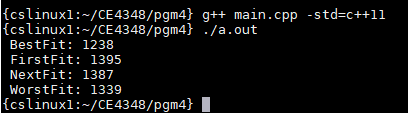 {cslinux1:~/CE4348/pgm4} g++ main.cpp -std=c++11
{cslinux1:~/CE4348/pgm4} ./a.out
BestFit: 1238
FirstFit: 1395
NextFit: 1387
WorstFit: 1339
{cslinux1:~/CE4348/pgm4}